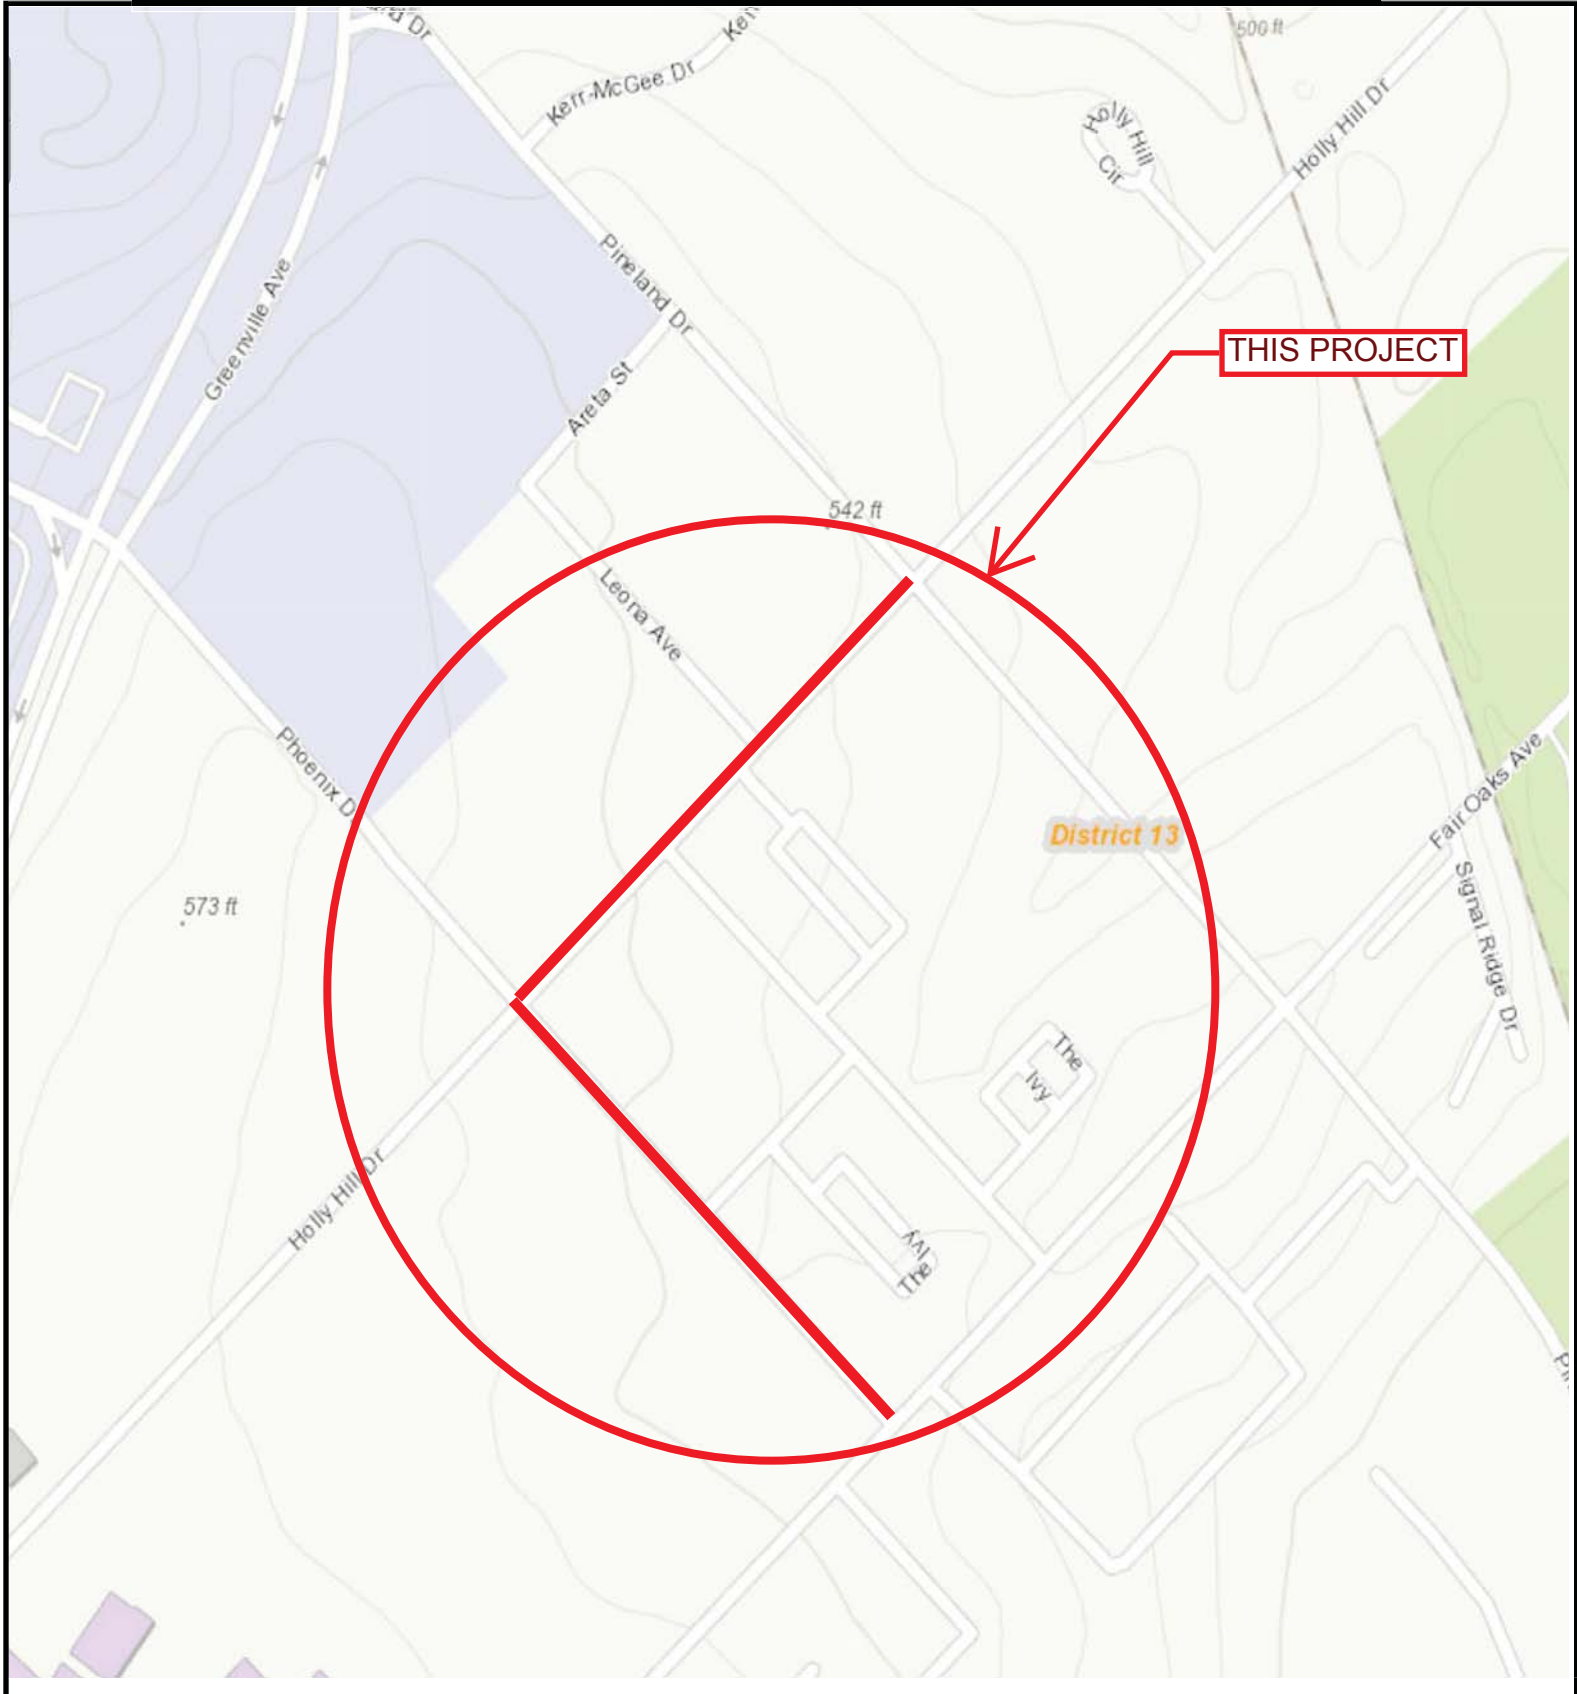 500 ft
Kerr-McGee Dr
Holly Hill
Cir
Holly Hill Dr
Pineland Dr
Greenville Ave
THIS PROJECT
Areta St
542 ft
Leona Ave
Phoenix D
District 13
Fair Oaks Ave
573 ft
Signal Ridge Dr
The
Ivy
Holly Hill Dr
The Ivy